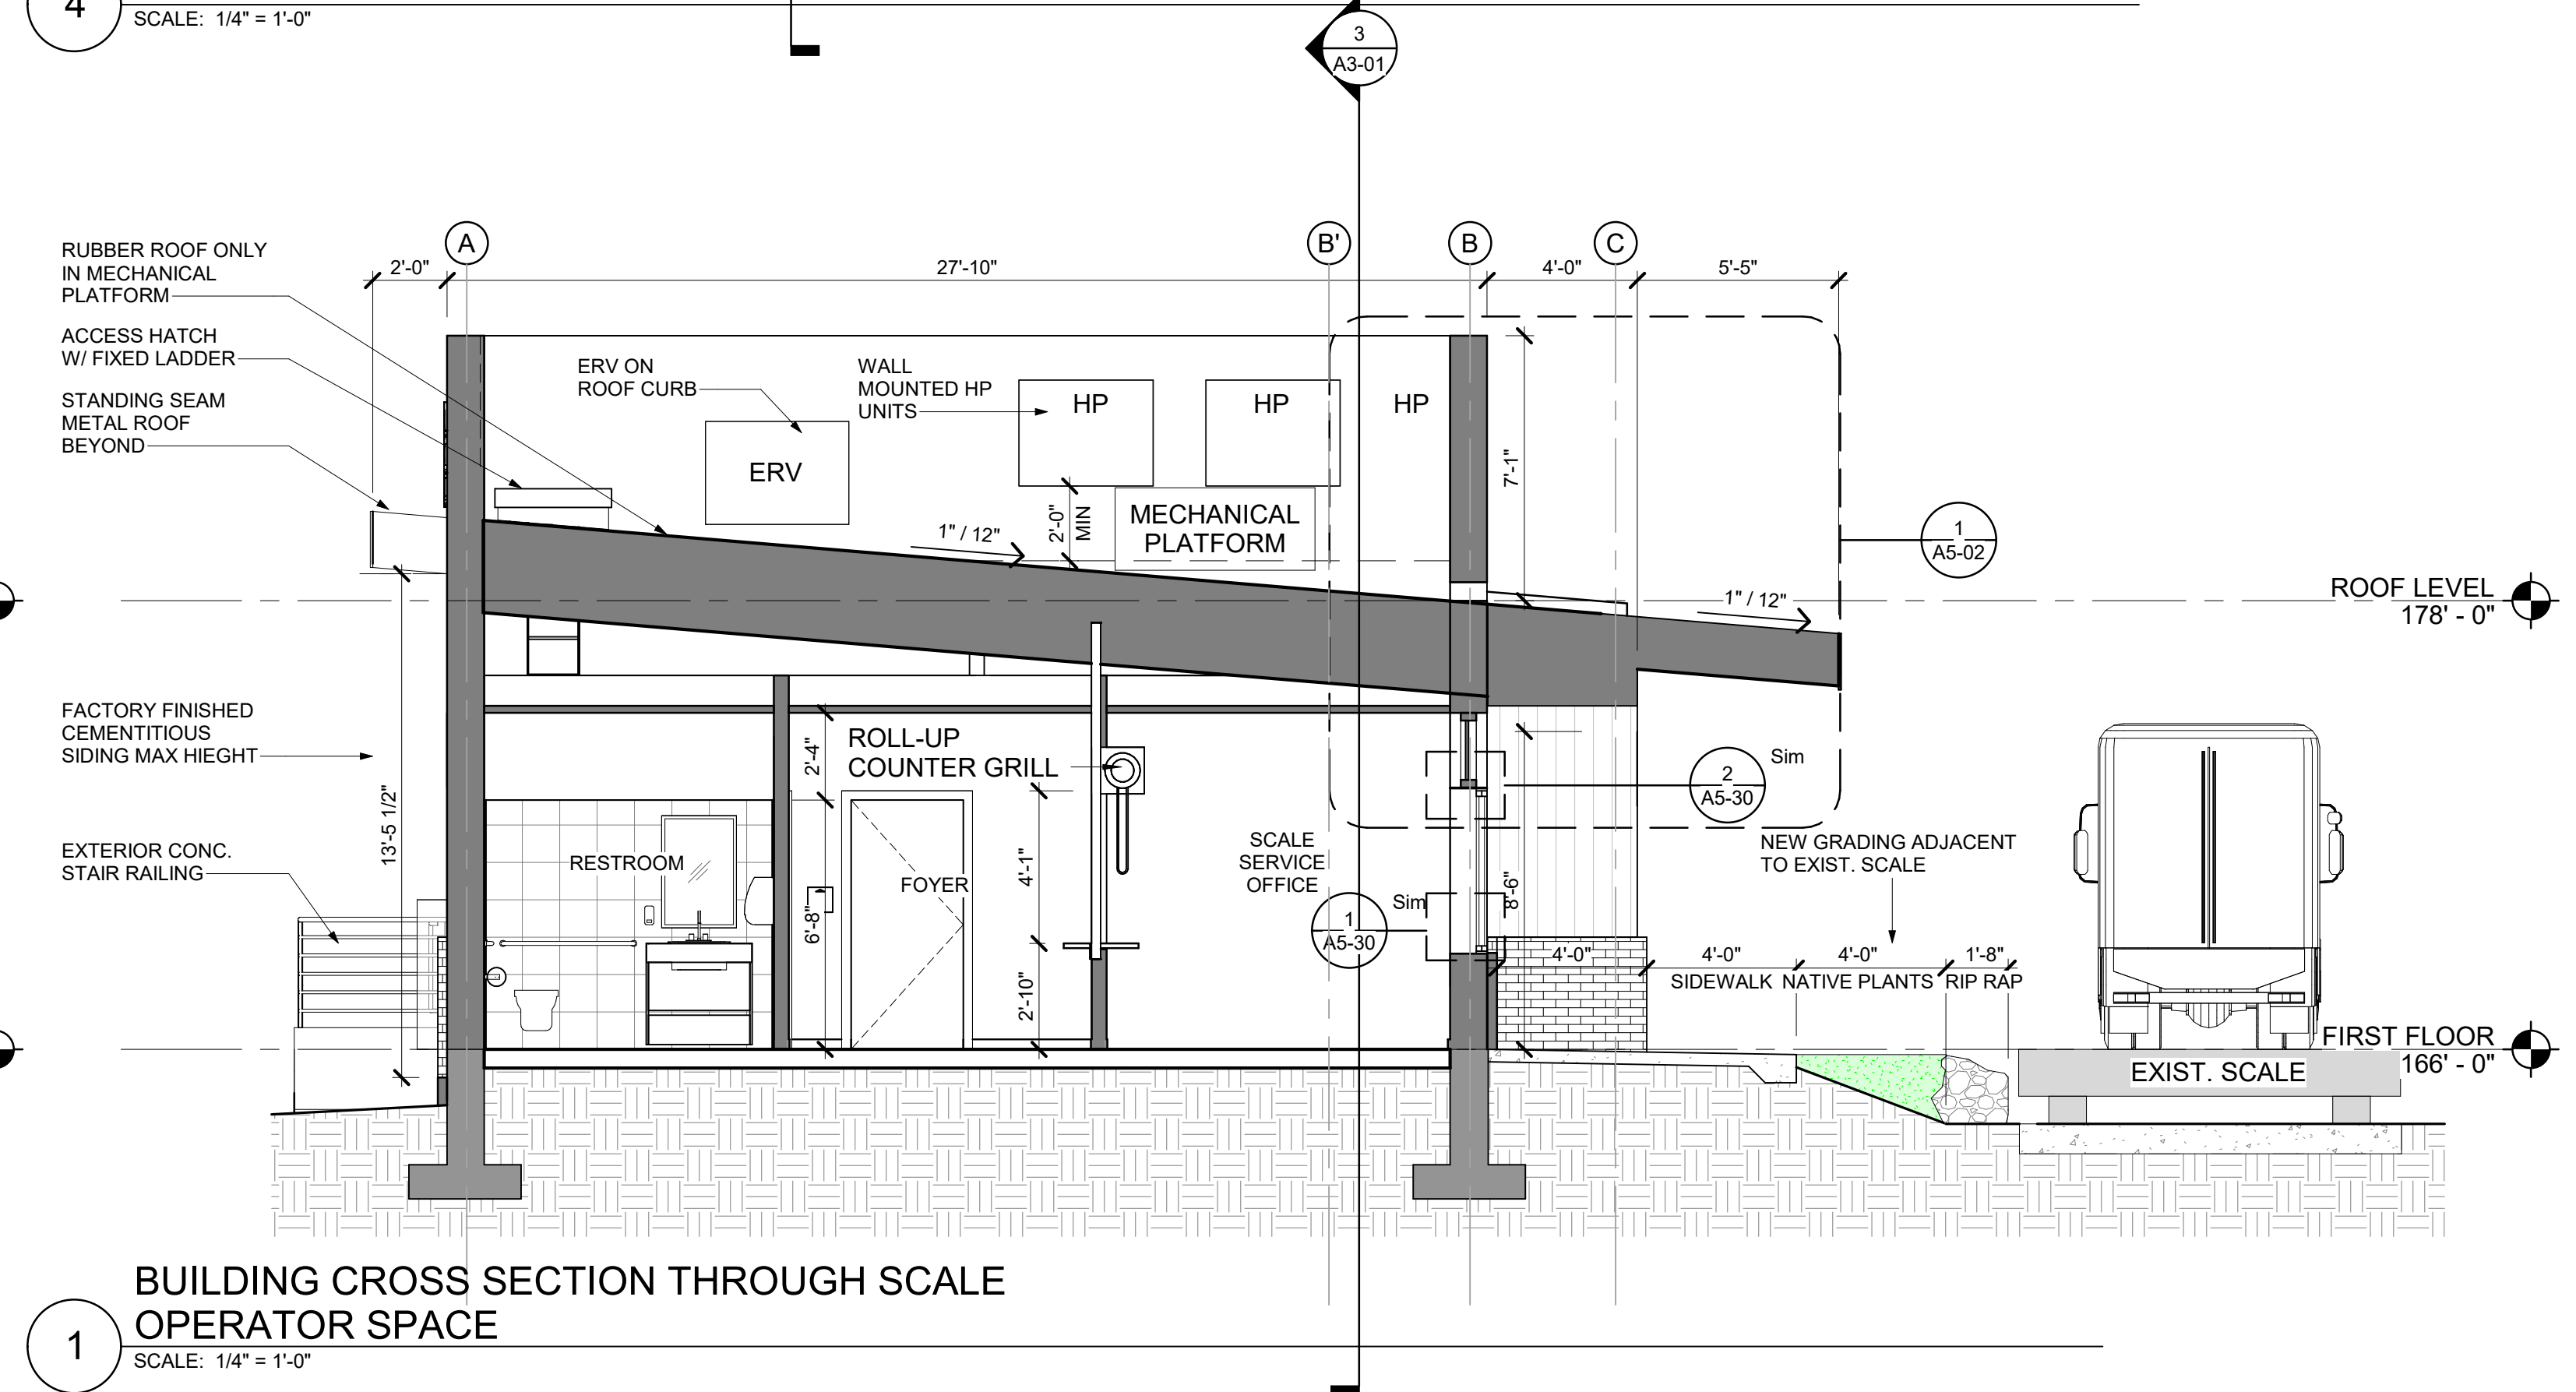 4
SCALE: 1/4" = 1'-0"
3
A3-01
A
B'
B
C
2'-0"
27'-10"
4'-0"
5'-5"
RUBBER ROOF ONLY
IN MECHANICAL
PLATFORM
ACCESS HATCH
W/ FIXED LADDER
STANDING SEAM
METAL ROOF
BEYOND
ERV ON
ROOF CURB
WALL
MOUNTED HP
UNITS
HP
HP
HP
ERV
7'-1"
1" / 12"
2'-0"
MIN
MECHANICAL
PLATFORM
1
A5-02
1" / 12"
ROOF LEVEL
178' - 0"
FACTORY FINISHED
CEMENTITIOUS
SIDING MAX HIEGHT
13'-5 1/2"
EXTERIOR CONC.
STAIR RAILING
2'-4"
ROLL-UP
COUNTER GRILL
2
A5-30
Sim
RESTROOM
6'-8"
FOYER
4'-1"
2'-10"
SCALE
SERVICE
OFFICE
1
A5-30
Sim
8'-6"
NEW GRADING ADJACENT
TO EXIST. SCALE
4'-0"
4'-0"
4'-0"
1'-8"
SIDEWALK
NATIVE PLANTS
RIP RAP
FIRST FLOOR
166' - 0"
EXIST. SCALE
BUILDING CROSS SECTION THROUGH SCALE
OPERATOR SPACE
1
SCALE: 1/4" = 1'-0"